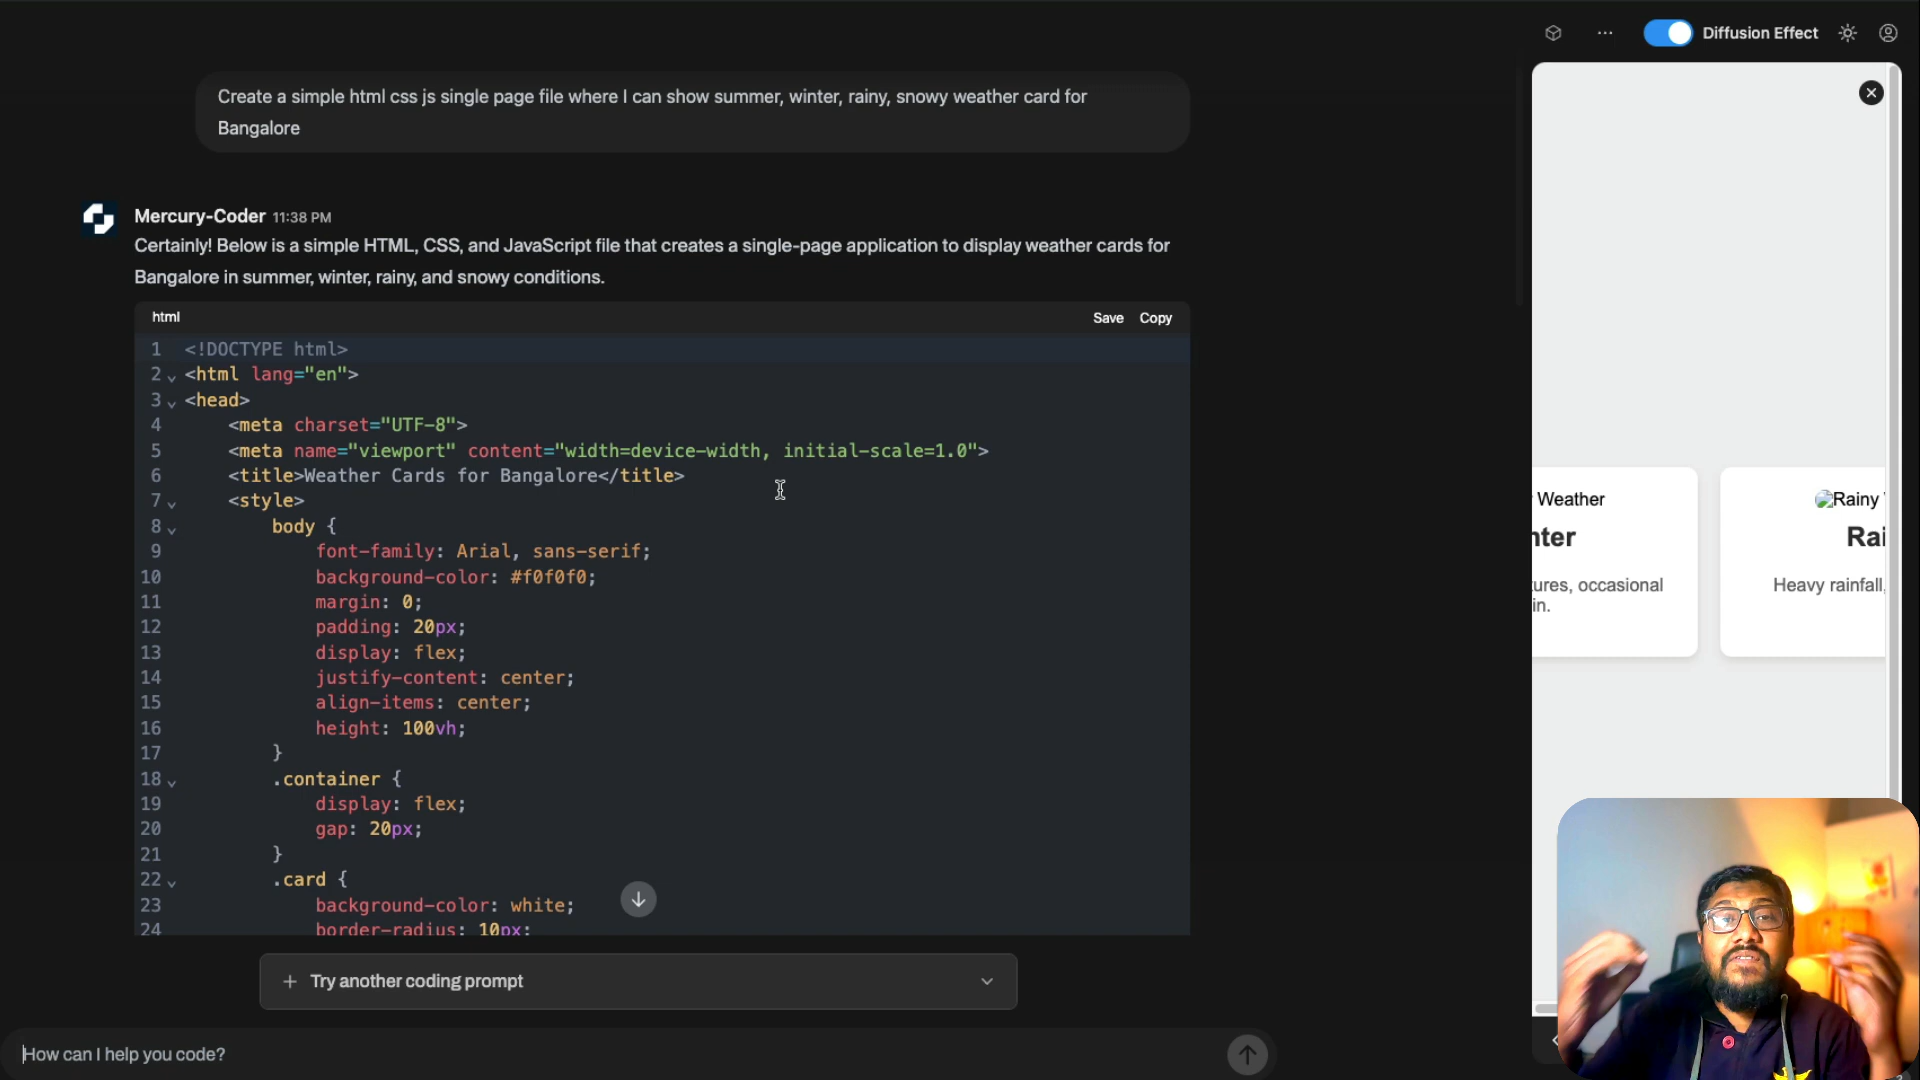 Diffusion Effect
Create a simple html css js single page file where I can show summer, winter, rainy, snowy weather card for
Bangalore
Mercury-Coder 11:38 PM
Certainly! Below is a simple HTML, CSS, and JavaScript file that creates a single-page application to display weather cards for
Bangalore in summer, winter, rainy, and snowy conditions.
html Save Copy
1 <!DOCTYPE html>
2 <html lang="en">
3 <head>
4 <meta charset="UTF-8">
5 <meta name="viewport" content="width=device-width, initial-scale=1.0">
6 <title>Weather Cards for Bangalore</title>
7 <style>
8 body {
9 font-family: Arial, sans-serif;
10 background-color: #f0f0f0;
11 margin: 0;
12 padding: 20px;
13 display: flex;
14 justify-content: center;
15 align-items: center;
16 height: 100vh;
17 }
18 .container {
19 display: flex;
20 gap: 20px;
21 }
22 .card {
23 background-color: white;
24 border-radius: 10px;
Try another coding prompt
How can I help you code?
Weather
nter
ures, occasional
in.
Rainy
Rai
Heavy rainfall,